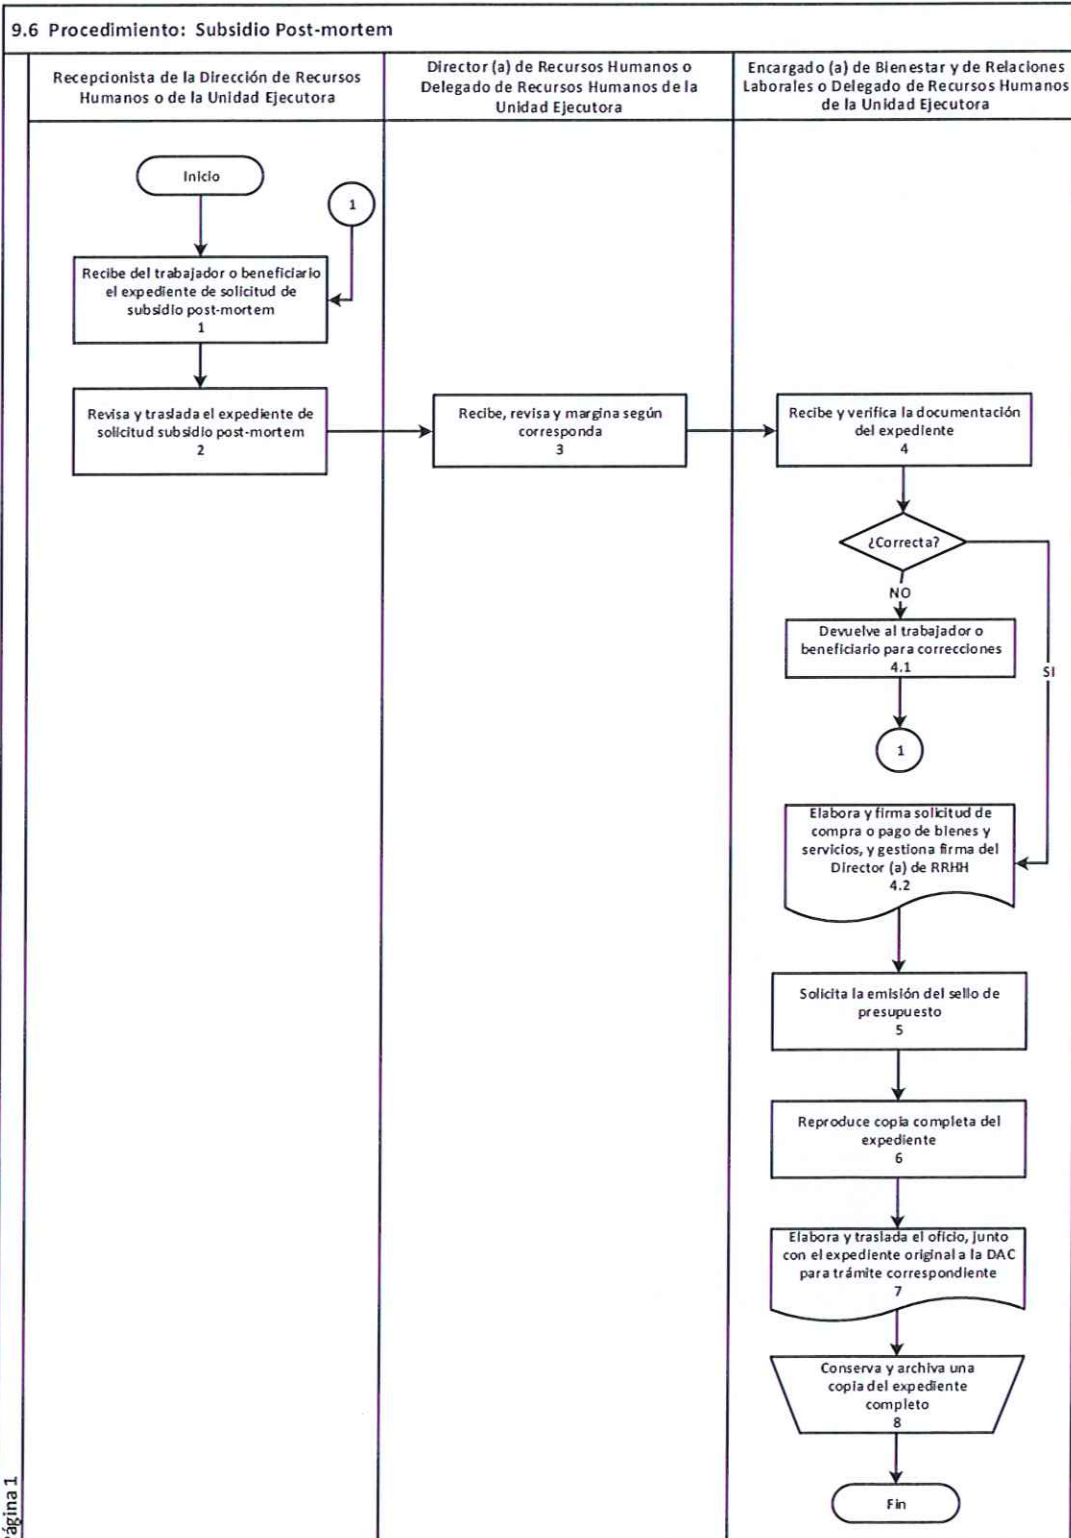 9.6 Procedimiento: Subsidio Post-mortem
Recepcionista de la Dirección de Recursos
Humanos o de la Unidad Ejecutora
Director (a) de Recursos Humanos o
Delegado de Recursos Humanos de la
Unidad Ejecutora
Encargado (a) de Bienestar y de Relaciones
Laborales o Delegado de Recursos Humanos
de la Unidad Ejecutora
Inicio
1
Recibe del trabajador o beneficiario
el expediente de solicitud de
subsidio post-mortem
1
Revisa y traslada el expediente de
solicitud subsidio post-mortem
2
Recibe, revisa y margina según
corresponda
3
Recibe y verifica la documentación
del expediente
4
¿Correcta?
NO
SI
Devuelve al trabajador o
beneficiario para correcciones
4.1
1
Elabora y firma solicitud de
compra o pago de bienes y
servicios, y gestiona firma del
Director (a) de RRHH
4.2
Solicita la emisión del sello de
presupuesto
5
Reproduce copia completa del
expediente
6
Elabora y traslada el oficio, junto
con el expediente original a la DAC
para trámite correspondiente
7
Conserva y archiva una
copia del expediente
completo
8
Fin
Página 1